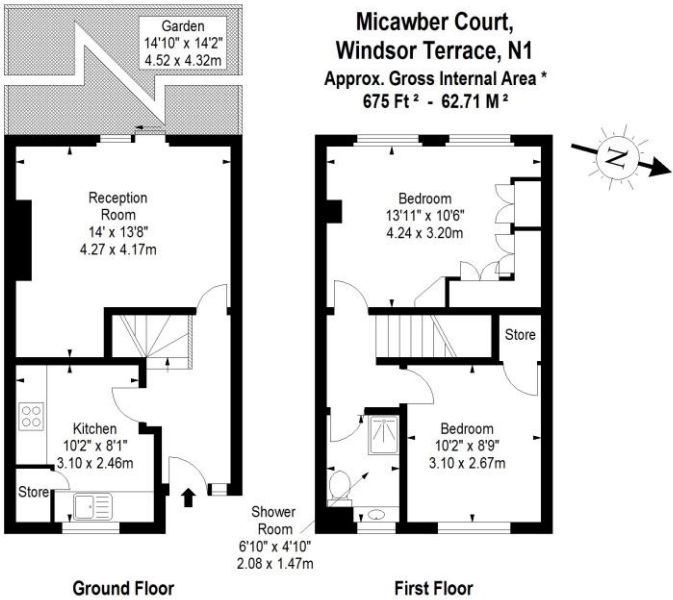 Micawber Court,
Windsor Terrace, N1
Approx. Gross Internal Area *
675 Ft ² - 62.71 M ²
Garden
14'10" x 14'2"
4.52 x 4.32m
Reception
Room
14' x 13'8"
4.27 x 4.17m
Kitchen
10'2" x 8'1"
3.10 x 2.46m
Store
Ground Floor
Bedroom
13'11" x 10'6"
4.24 x 3.20m
N
Store
Bedroom
10'2" x 8'9"
3.10 x 2.67m
Shower
Room
6'10" x 4'10"
2.08 x 1.47m
First Floor